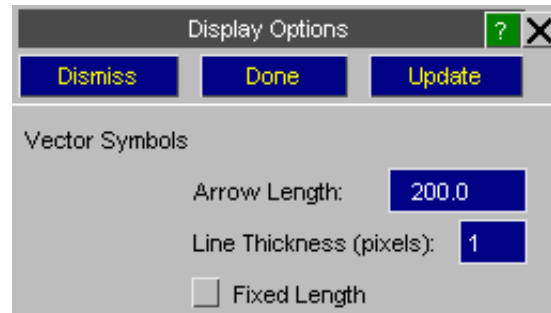 Display Options ? X
Dismiss Done Update
Vector Symbols
Arrow Length: 200.0
Line Thickness (pixels): 1
Fixed Length